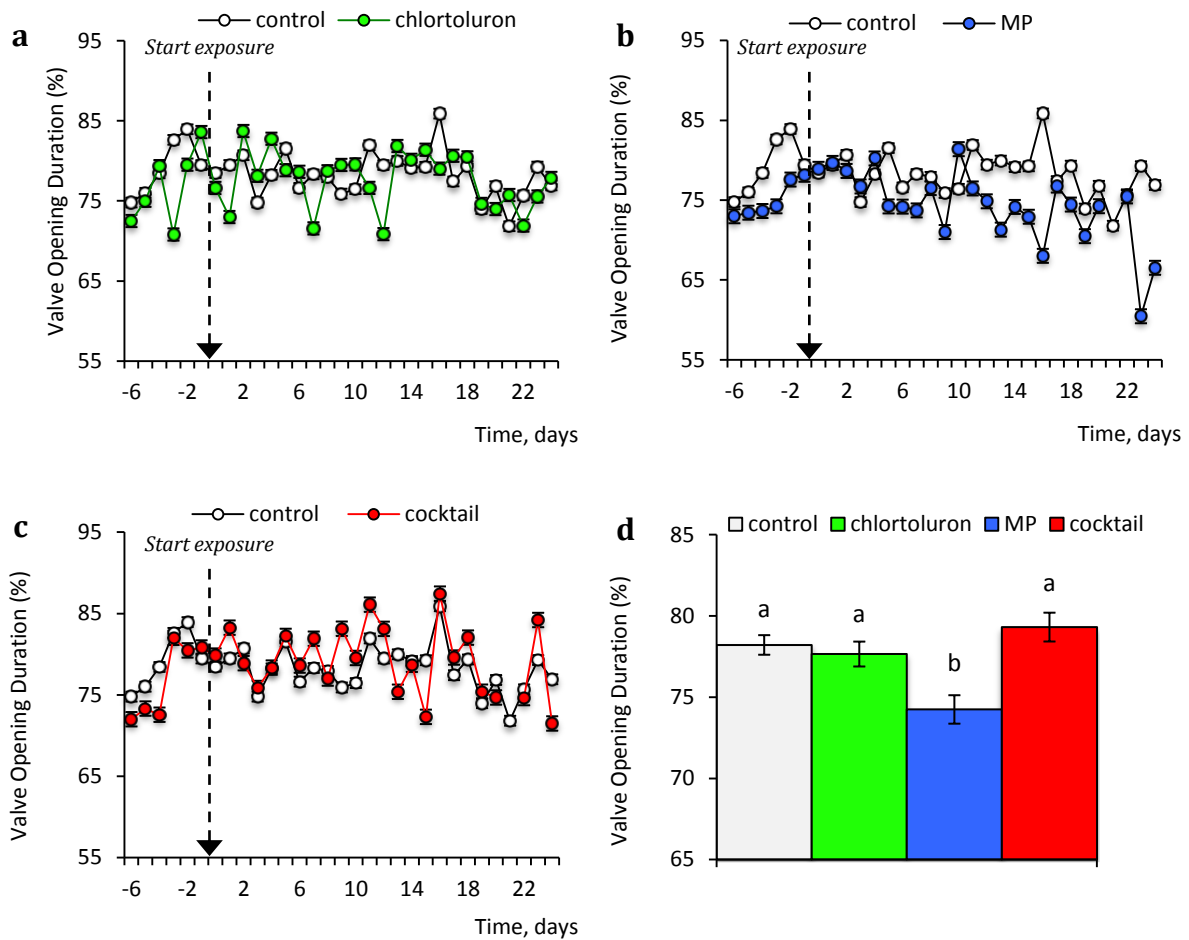 a
control chlortoluron
Start exposure
Valve Opening Duration (%)
95
85
75
65
55
-6 -2 2 6 10 14 18 22
Time, days
b
control MP
Start exposure
Valve Opening Duration (%)
95
85
75
65
55
-6 -2 2 6 10 14 18 22
Time, days
c
control cocktail
Start exposure
Valve Opening Duration (%)
95
85
75
65
55
-6 -2 2 6 10 14 18 22
Time, days
d
control chlortoluron MP cocktail
Valve Opening Duration (%)
85
80
75
70
65
a a b a